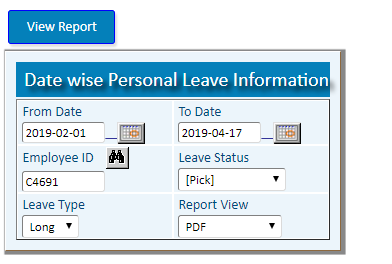 View Report
Date wise Personal Leave Information
From Date To Date
2019-02-01 2019-04-17
Employee ID Leave Status
C4691 [Pick]
Leave Type Report View
Long PDF